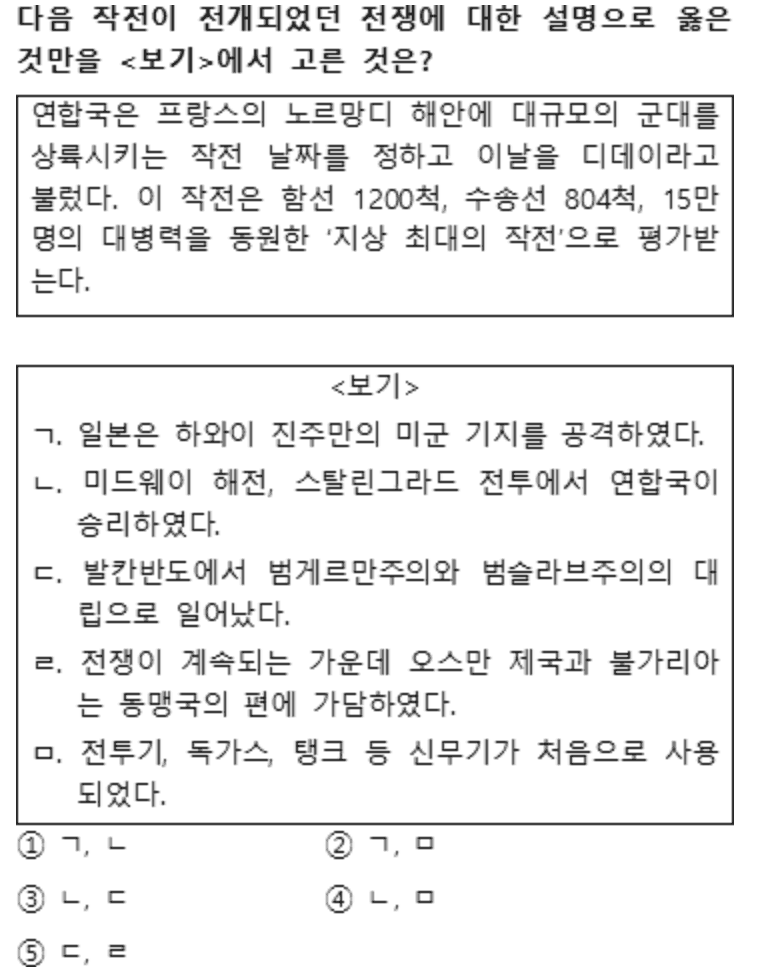 다음 작전이 전개되었던 전쟁에 대한 설명으로 옳은
것만을 <보기>에서 고른 것은?
연합국은 프랑스의 노르망디 해안에 대규모의 군대를
상륙시키는 작전 날짜를 정하고 이날을 디데이라고
불렀다. 이 작전은 함선 1200척, 수송선 804척, 15만
명의 대병력을 동원한 '지상 최대의 작전'으로 평가받
는다.
<보기>
ㄱ. 일본은 하와이 진주만의 미군 기지를 공격하였다.
ㄴ. 미드웨이 해전, 스탈린그라드 전투에서 연합국이
승리하였다.
ㄷ. 발칸반도에서 범게르만주의와 범슬라브주의의 대
립으로 일어났다.
ㄹ. 전쟁이 계속되는 가운데 오스만 제국과 불가리아
는 동맹국의 편에 가담하였다.
ㅁ. 전투기, 독가스, 탱크 등 신무기가 처음으로 사용
되었다.
① ㄱ, ㄴ ② ㄱ, ㅁ
③ ㄴ, ㄷ ④ ㄴ, ㅁ
⑤ ㄷ, ㄹ